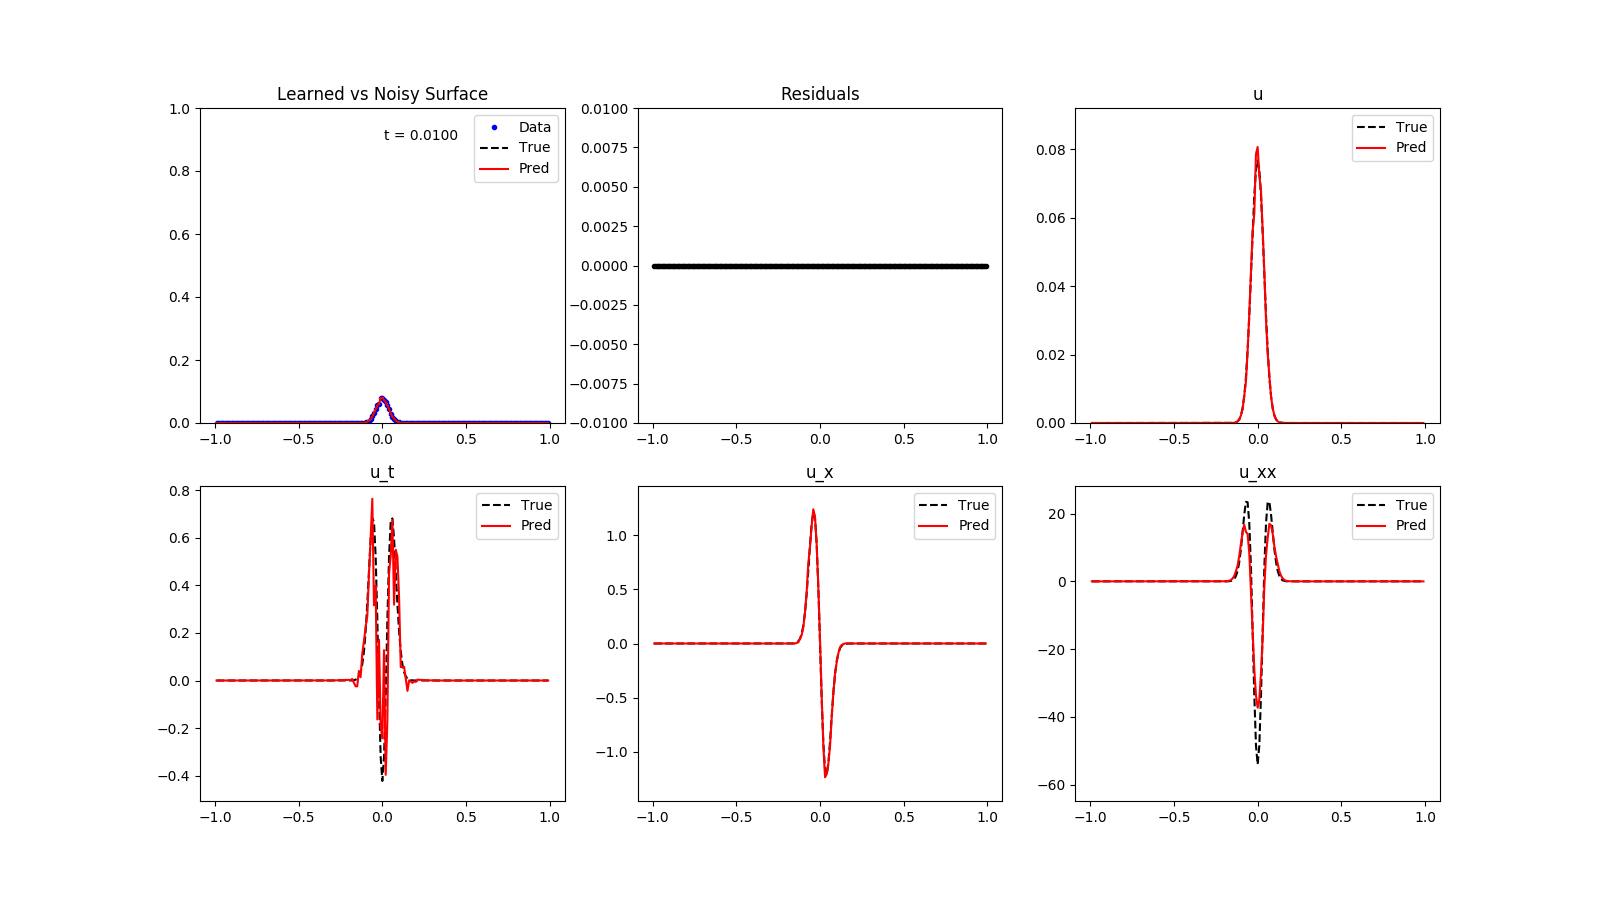 Learned vs Noisy Surface
1.0
0.8
0.6
0.4
0.2
0.0
−1.0 −0.5 0.0 0.5 1.0
t = 0.0100
Data
True
Pred
Residuals
0.0100
0.0075
0.0050
0.0025
0.0000
−0.0025
−0.0050
−0.0075
−0.0100
−1.0 −0.5 0.0 0.5 1.0
u
0.08
0.06
0.04
0.02
0.00
−1.0 −0.5 0.0 0.5 1.0
True
Pred
u_t
0.8
0.6
0.4
0.2
0.0
−0.2
−0.4
−1.0 −0.5 0.0 0.5 1.0
True
Pred
u_x
1.0
0.5
0.0
−0.5
−1.0
−1.0 −0.5 0.0 0.5 1.0
True
Pred
u_xx
20
0
−20
−40
−60
−1.0 −0.5 0.0 0.5 1.0
True
Pred